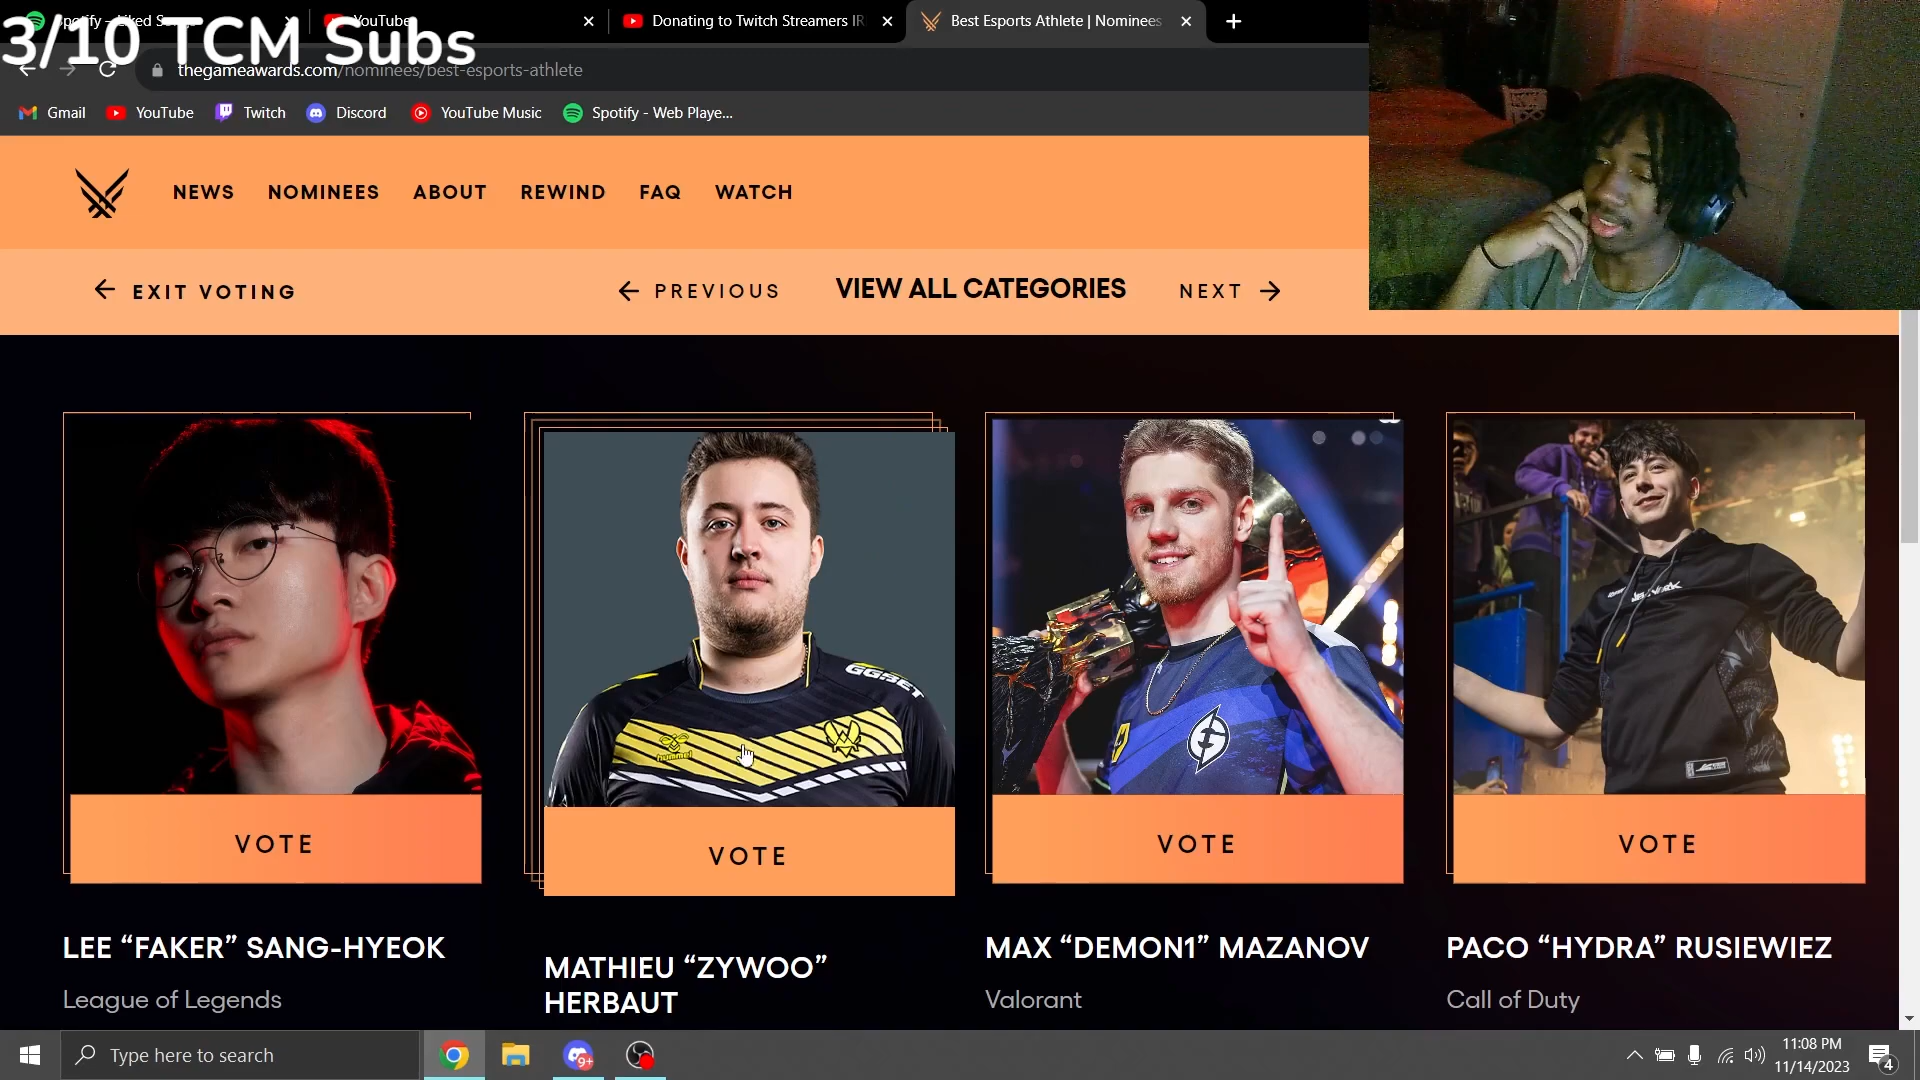 3/10 TCM Subs
YouTube
Donating to Twitch Streamers IR
Best Esports Athlete | Nominees
thegameawards.com/nominees/best-esports-athlete
Gmail
YouTube
Twitch
Discord
YouTube Music
Spotify - Web Playe...
NEWS
NOMINEES
ABOUT
REWIND
FAQ
WATCH
EXIT VOTING
PREVIOUS
VIEW ALL CATEGORIES
NEXT
GGBET
hummel
VOTE
VOTE
VOTE
VOTE
LEE “FAKER” SANG-HYEOK
League of Legends
MATHIEU “ZYWOO”
HERBAUT
MAX “DEMON1” MAZANOV
Valorant
PACO “HYDRA” RUSIEWIEZ
Call of Duty
Type here to search
9+
11:08 PM
11/14/2023
4